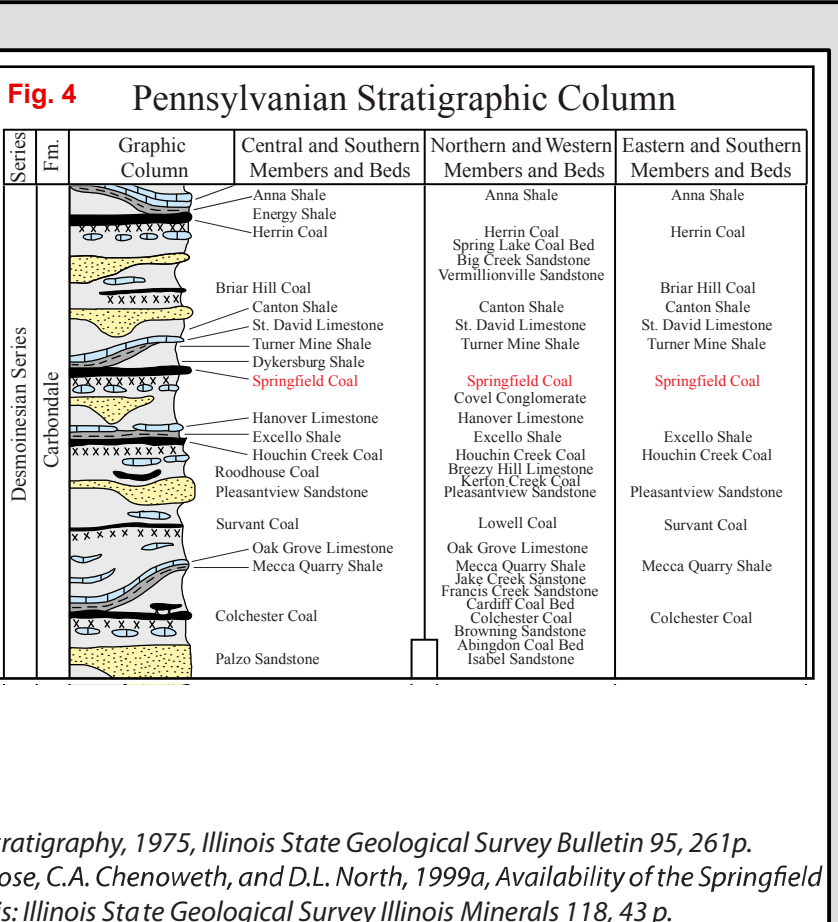 Fig. 4 Pennsylvanian Stratigraphic Column
Series
Fm.
Graphic Column
Central and Southern Members and Beds
Northern and Western Members and Beds
Eastern and Southern Members and Beds
Desmoinesian Series
Carbondale
Anna Shale
Energy Shale
Herrin Coal
Briar Hill Coal
Canton Shale
St. David Limestone
Turner Mine Shale
Dykersburg Shale
Springfield Coal
Hanover Limestone
Excello Shale
Houchin Creek Coal
Roodhouse Coal
Pleasantview Sandstone
Survant Coal
Oak Grove Limestone
Mecca Quarry Shale
Colchester Coal
Palzo Sandstone
Anna Shale
Herrin Coal
Spring Lake Coal Bed
Big Creek Sandstone
Vermillionville Sandstone
Canton Shale
St. David Limestone
Turner Mine Shale
Springfield Coal
Covel Conglomerate
Hanover Limestone
Excello Shale
Houchin Creek Coal
Breezy Hill Limestone
Kerton Creek Coal
Pleasantview Sandstone
Lowell Coal
Oak Grove Limestone
Mecca Quarry Shale
Jake Creek Sanstone
Francis Creek Sandstone
Cardiff Coal Bed
Colchester Coal
Browning Sandstone
Abingdon Coal Bed
Isabel Sandstone
Anna Shale
Herrin Coal
Briar Hill Coal
Canton Shale
St. David Limestone
Turner Mine Shale
Springfield Coal
Excello Shale
Houchin Creek Coal
Pleasantview Sandstone
Survant Coal
Mecca Quarry Shale
Colchester Coal
tratigraphy, 1975, Illinois State Geological Survey Bulletin 95, 261p.
ose, C.A. Chenoweth, and D.L. North, 1999a, Availability of the Springfield
is: Illinois State Geological Survey Illinois Minerals 118, 43 p.